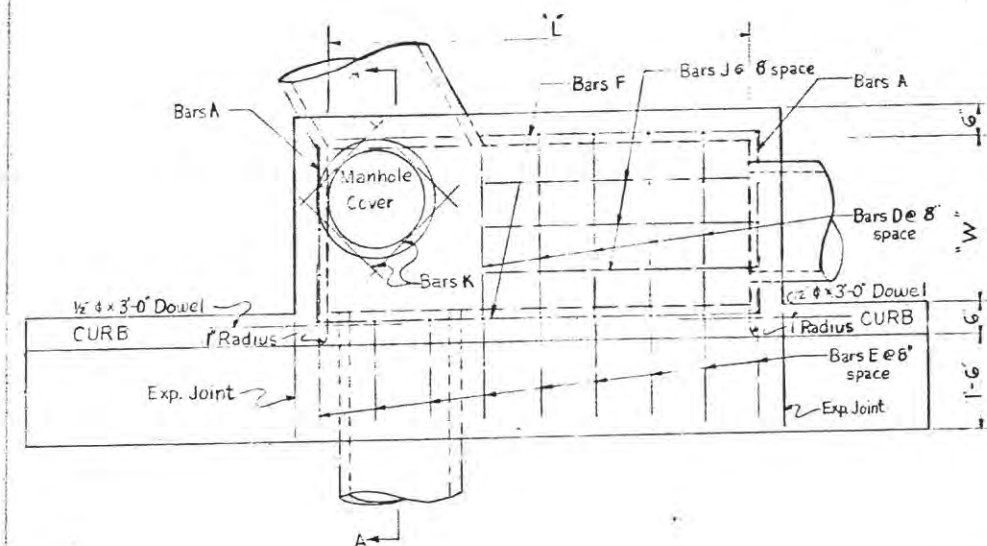 "L"
Bars F
Bars J @ 8" space
Bars A
Bars A
6"
Manhole
Cover
Bars D @ 8"
space
"W"
Bars K
½" ϕ x 3'-0" Dowel
½" ϕ x 3'-0" Dowel
CURB
1" Radius
1" Radius
CURB
6"
Bars E @ 8"
space
Exp. Joint
Exp. Joint
1'-6"
A